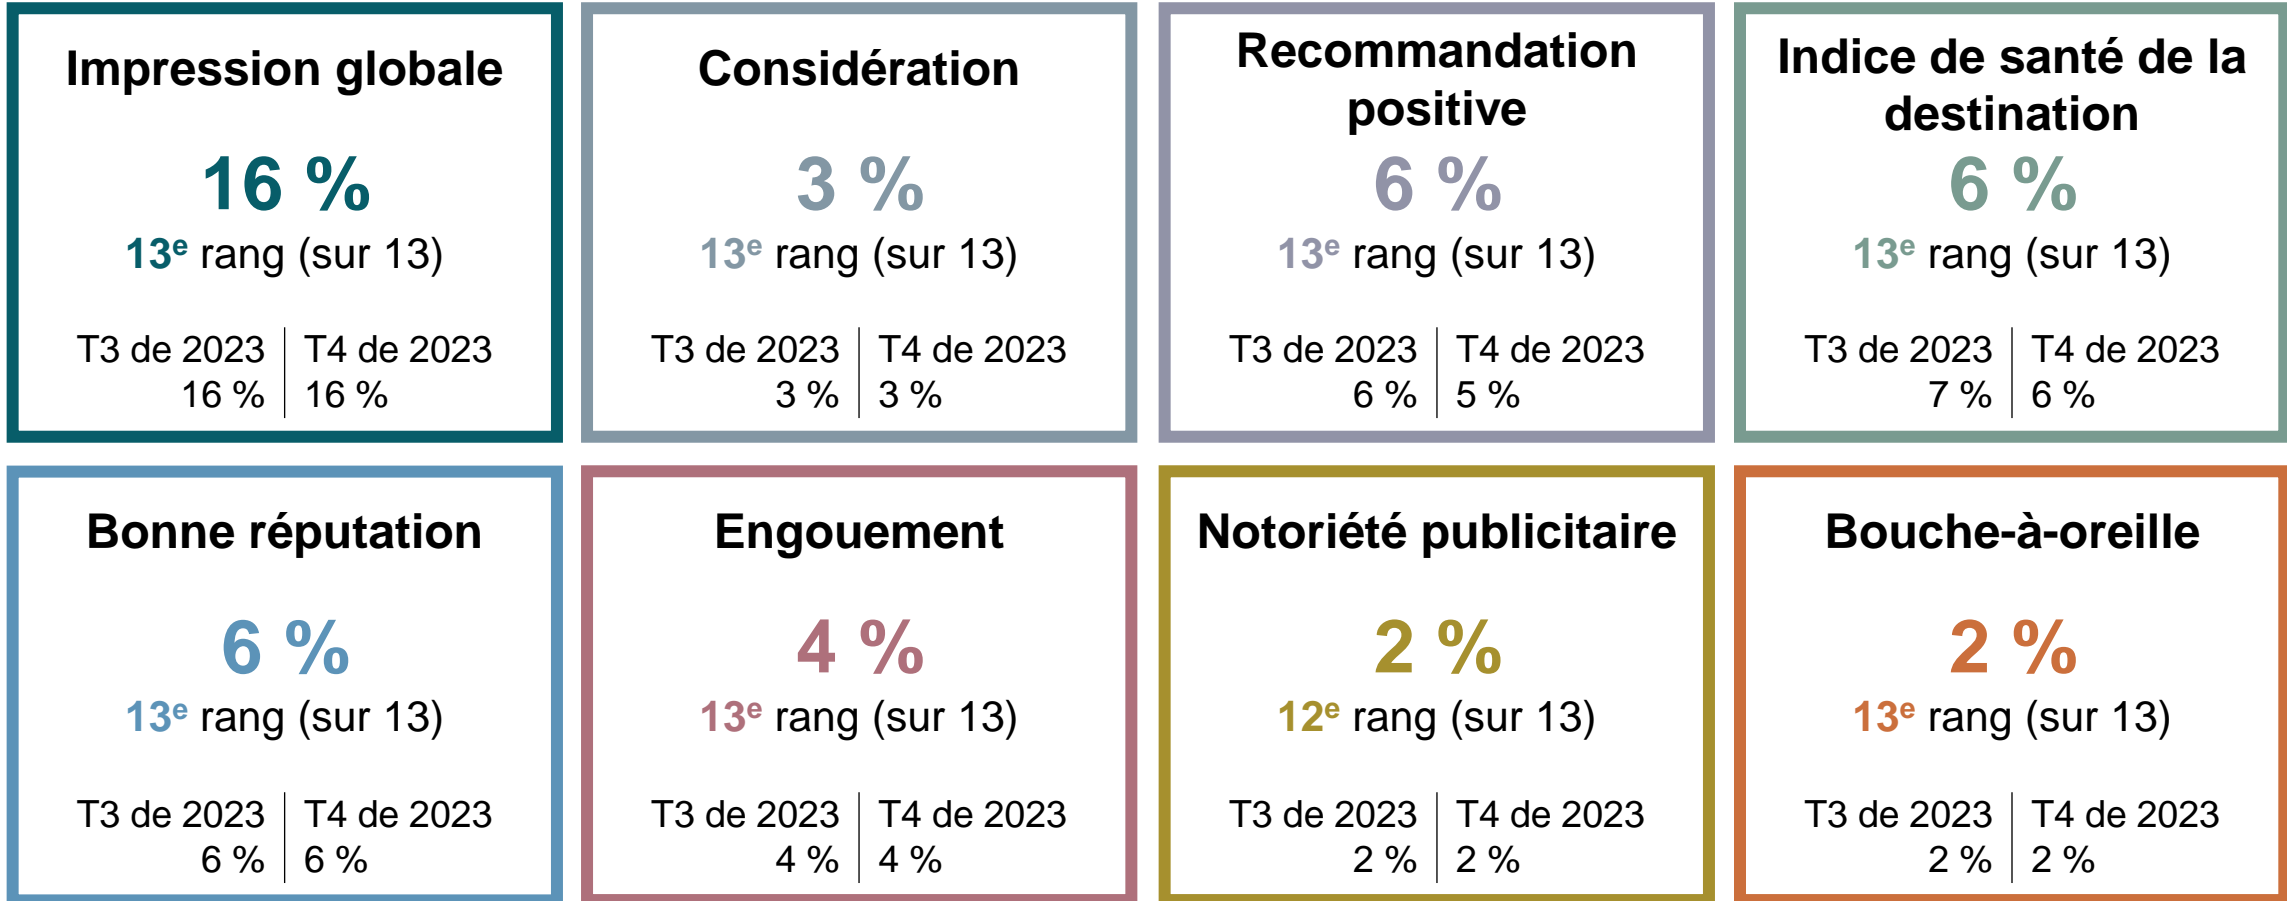 Impression globale
16 %
13e rang (sur 13)
T3 de 2023 T4 de 2023
16 % 16 %
Considération
3 %
13e rang (sur 13)
T3 de 2023 T4 de 2023
3 % 3 %
Recommandation
positive
6 %
13e rang (sur 13)
T3 de 2023 T4 de 2023
6 % 5 %
Indice de santé de la
destination
6 %
13e rang (sur 13)
T3 de 2023 T4 de 2023
7 % 6 %
Bonne réputation
6 %
13e rang (sur 13)
T3 de 2023 T4 de 2023
6 % 6 %
Engouement
4 %
13e rang (sur 13)
T3 de 2023 T4 de 2023
4 % 4 %
Notoriété publicitaire
2 %
12e rang (sur 13)
T3 de 2023 T4 de 2023
2 % 2 %
Bouche-à-oreille
2 %
13e rang (sur 13)
T3 de 2023 T4 de 2023
2 % 2 %